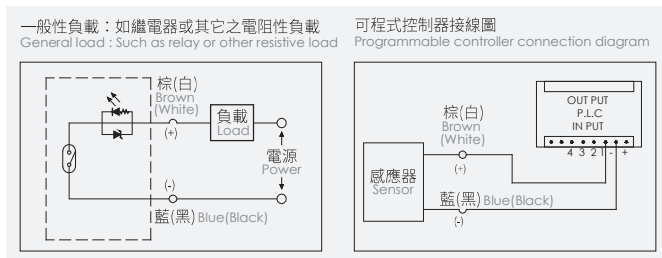 一般性負載：如繼電器或其它之電阻性負載
General load : Such as relay or other resistive load
棕(白)
Brown
(White)
(+)
負載
Load
電源
Power
(-)
藍(黑) Blue(Black)
可程式控制器接線圖
Programmable controller connection diagram
OUT PUT
P.L.C
IN PUT
4 3 2 1 - +
棕(白)
Brown
(White)
(+)
感應器
Sensor
藍(黑) Blue(Black)
(-)